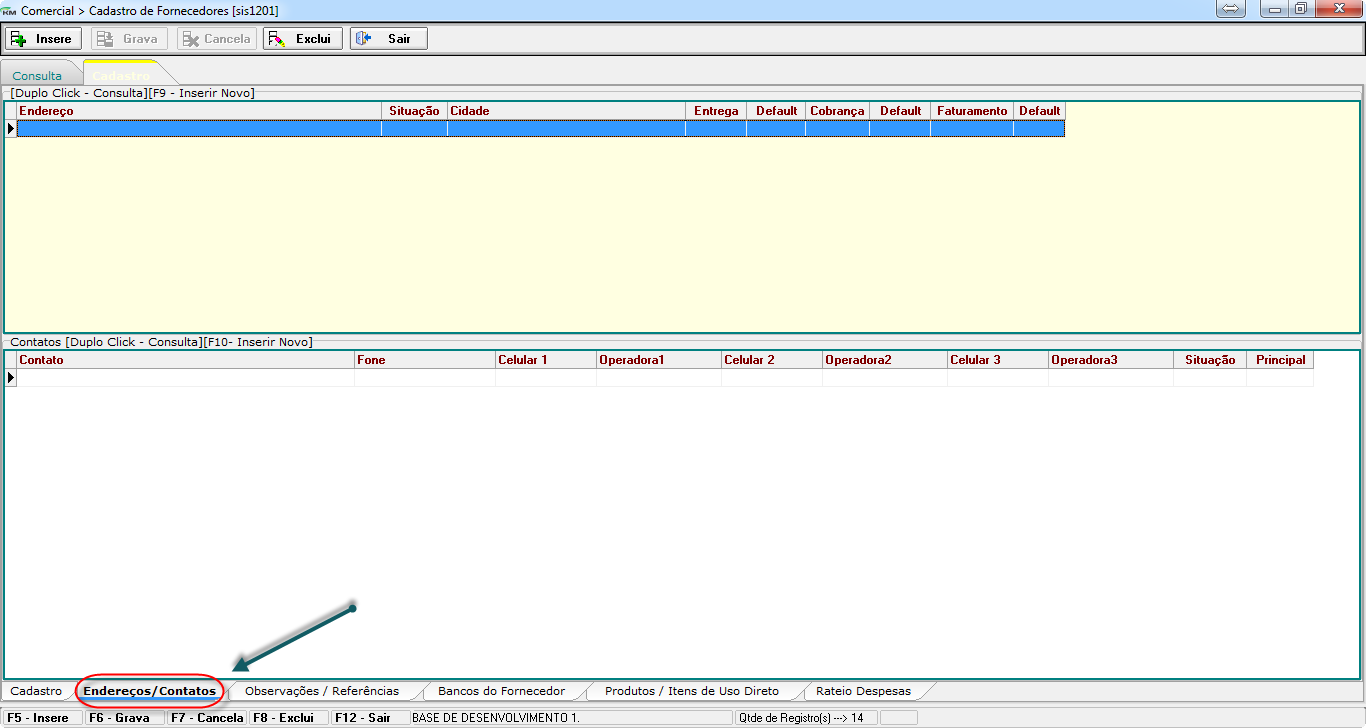 KM Comercial > Cadastro de Fornecedores [sis1201]
Insere Grava Cancela Exclui Sair
Consulta Cadastro
[Duplo Click - Consulta][F9 - Inserir Novo]
Endereço Situação Cidade Entrega Default Cobrança Default Faturamento Default
Contatos [Duplo Click - Consulta][F10- Inserir Novo]
Contato Fone Celular 1 Operadora1 Celular 2 Operadora2 Celular 3 Operadora3 Situação Principal
Cadastro Endereços/Contatos Observações / Referências Bancos do Fornecedor Produtos / Itens de Uso Direto Rateio Despesas
F5 - Insere F6 - Grava F7 - Cancela F8 - Exclui F12 - Sair BASE DE DESENVOLVIMENTO 1. Qtde de Registro(s) ---> 14